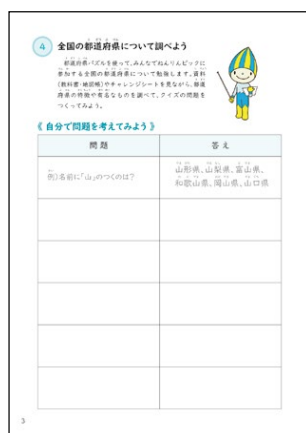 4 全国の都道府県について調べよう
都道府県パズルを使って、みんなでねんりんピックに
参加する全国の都道府県について勉強します。資料
(教科書・地図帳)やチャレンジシートを見ながら、都道
府県の特徴や有名なものを調べて、クイズの問題を
つくってみよう。
《 自分で問題を考えてみよう 》
問題 答え
例)名前に「山」のつくのは? 山形県、山梨県、富山県、
和歌山県、岡山県、山口県
3